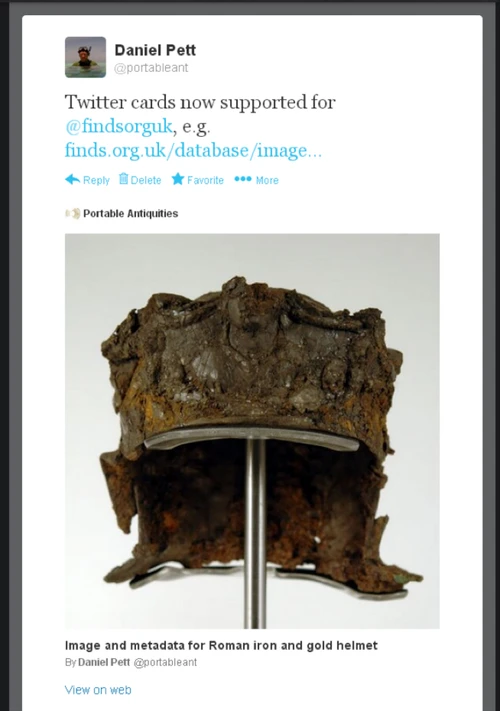 Daniel Pett
@portableant
Twitter cards now supported for
@findsorguk, e.g.
finds.org.uk/database/image...
Reply Delete Favorite More
Portable Antiquities
Image and metadata for Roman iron and gold helmet
By Daniel Pett @portableant
View on web